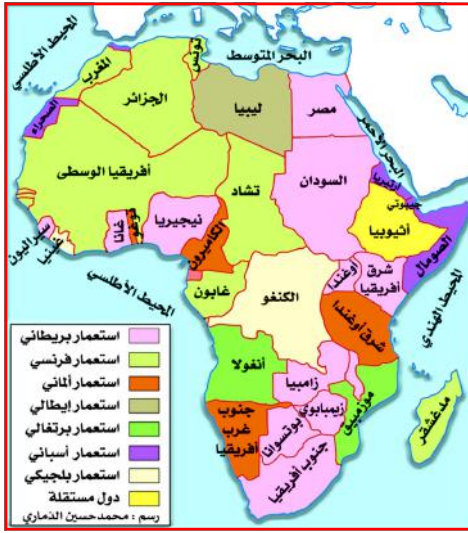 المحيط الأطلسي
البحر المتوسط
تونس
المغرب
الجزائر
ليبيا
مصر
الصحراء
البحر الأحمر
أفريقيا الوسطى
تشاد
السودان
ارتيريا
جيبوتي
أثيوبيا
الصومال
نيجيريا
توغو
غانا
سيراليون
غينيا
الكاميرون
المحيط الأطلسي
غابون
الكنغو
أوغندا
شرق
أفريقيا
المحيط الهندي
شرق أوغندا
أنغولا
زامبيا
موزمبيق
زيمبابوي
مدغشقر
جنوب
غرب
أفريقيا
بوتسوانا
جنوب أفريقيا
استعمار بريطاني
استعمار فرنسي
استعمار ألماني
استعمار إيطالي
استعمار برتغالي
استعمار أسباني
استعمار بلجيكي
دول مستقلة
رسم : محمد حسين الذماري